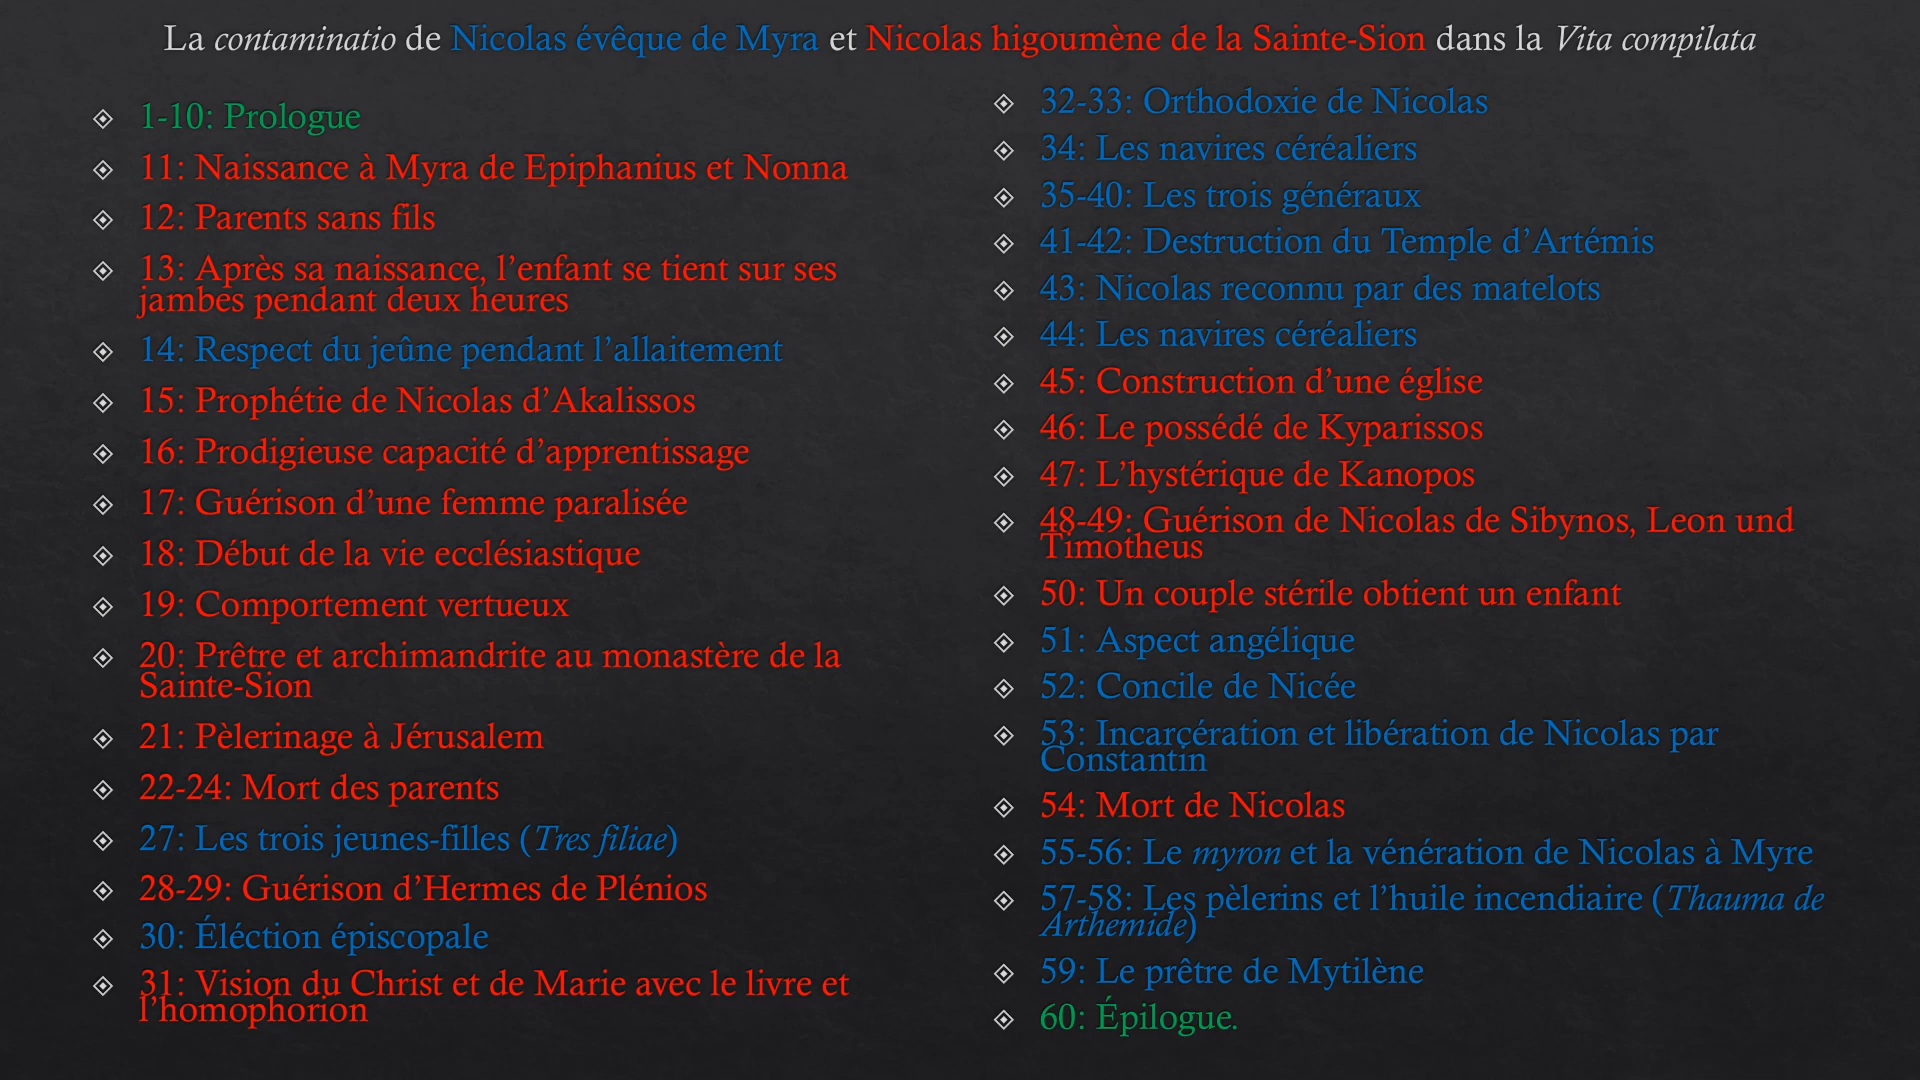 La contaminatio de Nicolas évêque de Myra et Nicolas higoumène de la Sainte-Sion dans la Vita compilata
1-10: Prologue
11: Naissance à Myra de Epiphanius et Nonna
12: Parents sans fils
13: Après sa naissance, l’enfant se tient sur ses
jambes pendant deux heures
14: Respect du jeûne pendant l’allaitement
15: Prophétie de Nicolas d’Akalissos
16: Prodigieuse capacité d’apprentissage
17: Guérison d’une femme paralisée
18: Début de la vie ecclésiastique
19: Comportement vertueux
20: Prêtre et archimandrite au monastère de la
Sainte-Sion
21: Pèlerinage à Jérusalem
22-24: Mort des parents
27: Les trois jeunes-filles (Tres filiae)
28-29: Guérison d’Hermes de Plénios
30: Éléction épiscopale
31: Vision du Christ et de Marie avec le livre et
l’homophorion
32-33: Orthodoxie de Nicolas
34: Les navires céréaliers
35-40: Les trois généraux
41-42: Destruction du Temple d’Artémis
43: Nicolas reconnu par des matelots
44: Les navires céréaliers
45: Construction d’une église
46: Le possédé de Kyparissos
47: L’hystérique de Kanopos
48-49: Guérison de Nicolas de Sibynos, Leon und
Timotheus
50: Un couple stérile obtient un enfant
51: Aspect angélique
52: Concile de Nicée
53: Incarcération et libération de Nicolas par
Constantin
54: Mort de Nicolas
55-56: Le myron et la vénération de Nicolas à Myre
57-58: Les pèlerins et l’huile incendiaire (Thauma de
Arthemide)
59: Le prêtre de Mytilène
60: Épilogue.